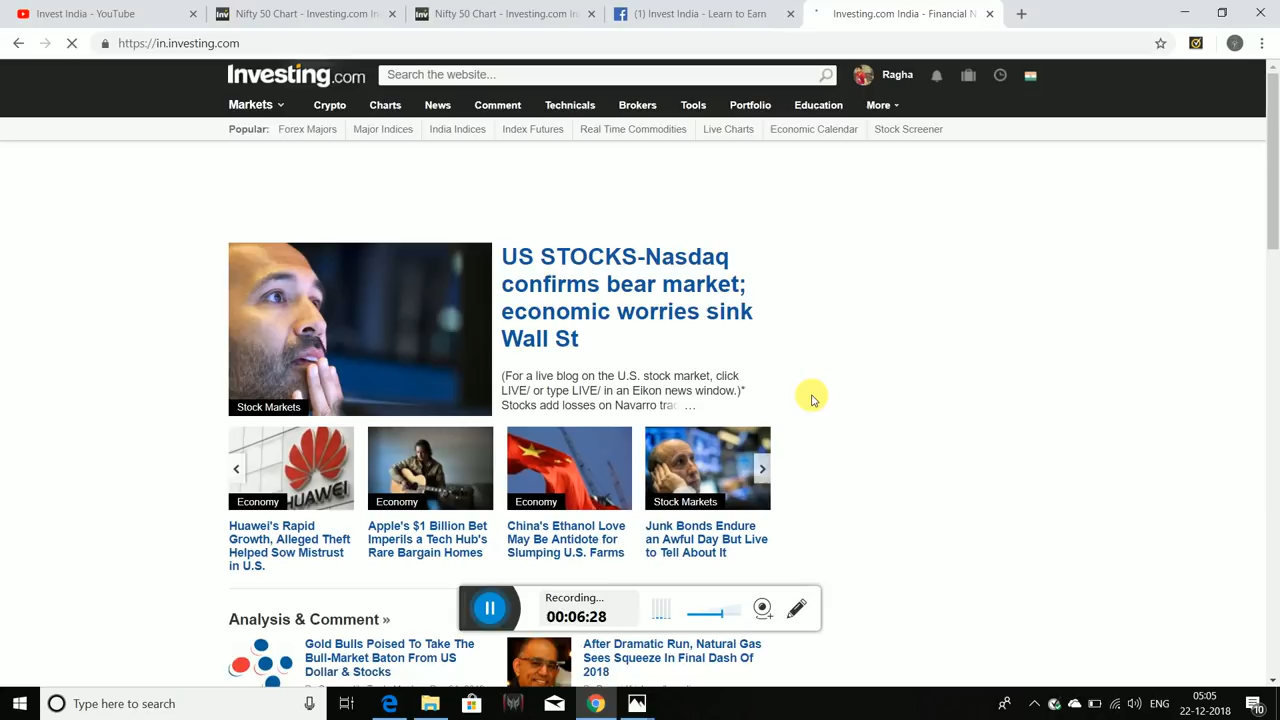 Invest India - YouTube
Nifty 50 Chart - Investing.com In
Nifty 50 Chart - Investing.com In
(1) Invest India - Learn to Earn
Investing.com India - Financial N
https://in.investing.com
Investing.com
Search the website...
Ragha
Markets
Crypto
Charts
News
Comment
Technicals
Brokers
Tools
Portfolio
Education
More
Popular:
Forex Majors
Major Indices
India Indices
Index Futures
Real Time Commodities
Live Charts
Economic Calendar
Stock Screener
Stock Markets
US STOCKS-Nasdaq
confirms bear market;
economic worries sink
Wall St
(For a live blog on the U.S. stock market, click
LIVE/ or type LIVE/ in an Eikon news window.)*
Stocks add losses on Navarro tra ...
HUAWEI
Economy
Huawei's Rapid
Growth, Alleged Theft
Helped Sow Mistrust
in U.S.
Economy
Apple's $1 Billion Bet
Imperils a Tech Hub's
Rare Bargain Homes
Economy
China's Ethanol Love
May Be Antidote for
Slumping U.S. Farms
Stock Markets
Junk Bonds Endure
an Awful Day But Live
to Tell About It
Recording...
00:06:28
Analysis & Comment »
Gold Bulls Poised To Take The
Bull-Market Baton From US
Dollar & Stocks
After Dramatic Run, Natural Gas
Sees Squeeze In Final Dash Of
2018
Type here to search
ENG
05:05
22-12-2018
10